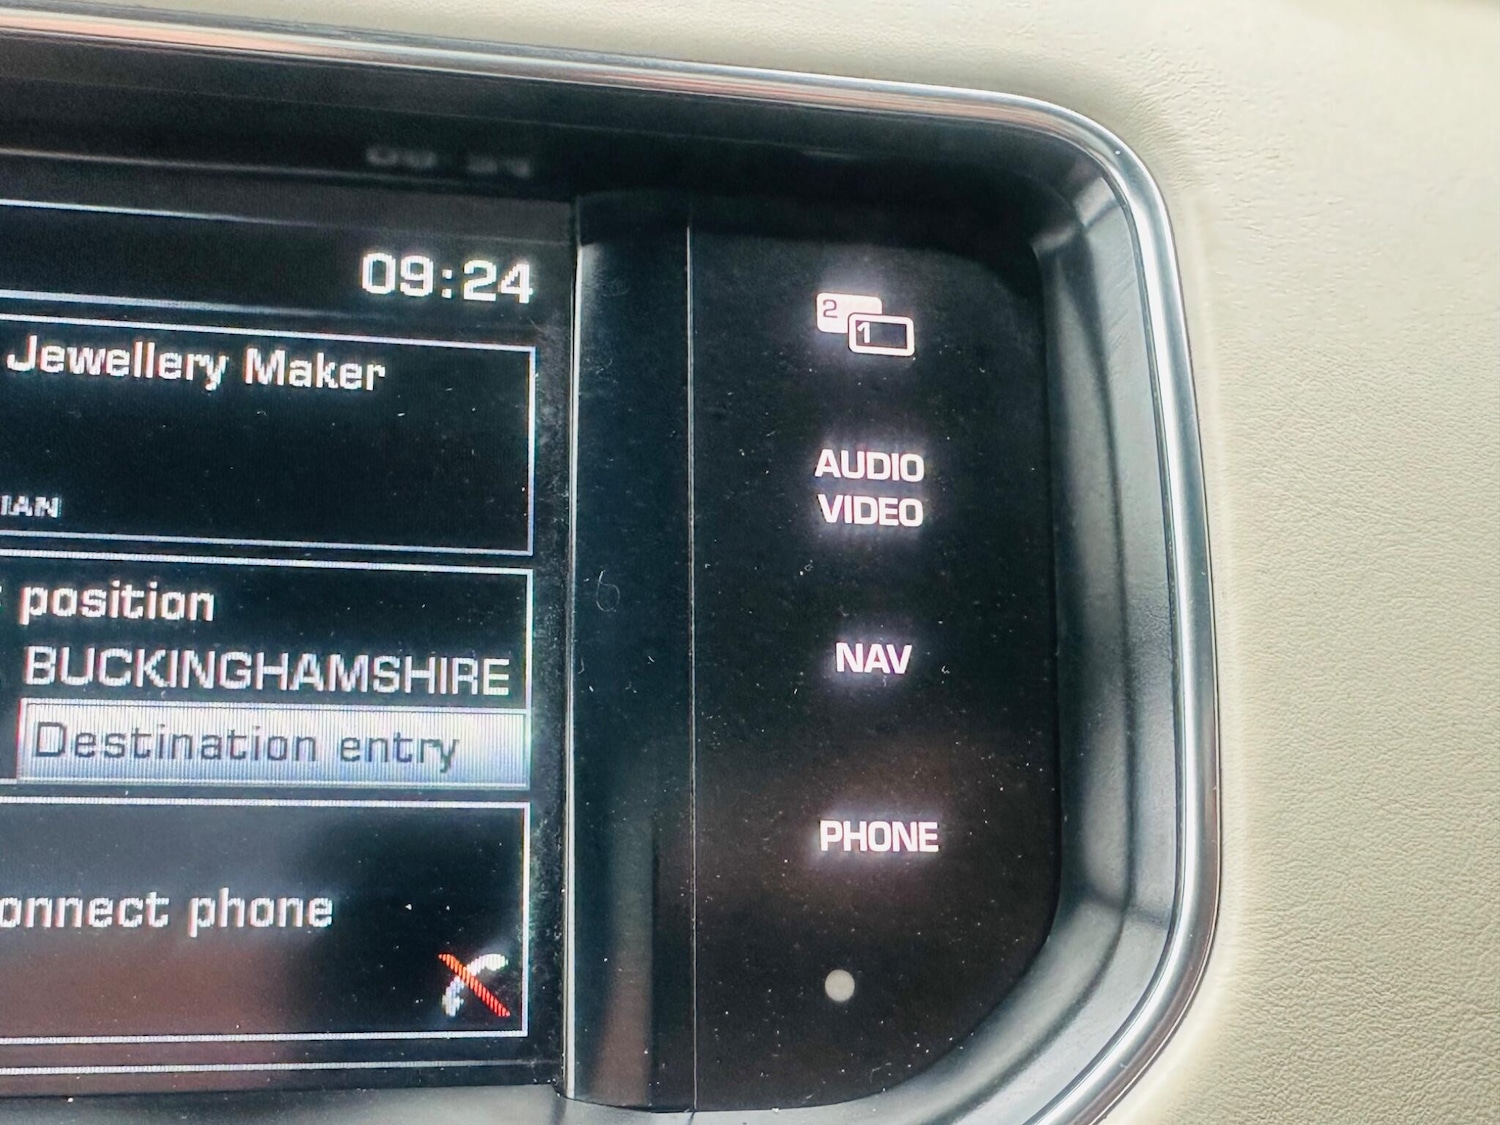 09:24
Jewellery Maker
IAN
position
BUCKINGHAMSHIRE
Destination entry
onnect phone
2
1
AUDIO
VIDEO
NAV
PHONE